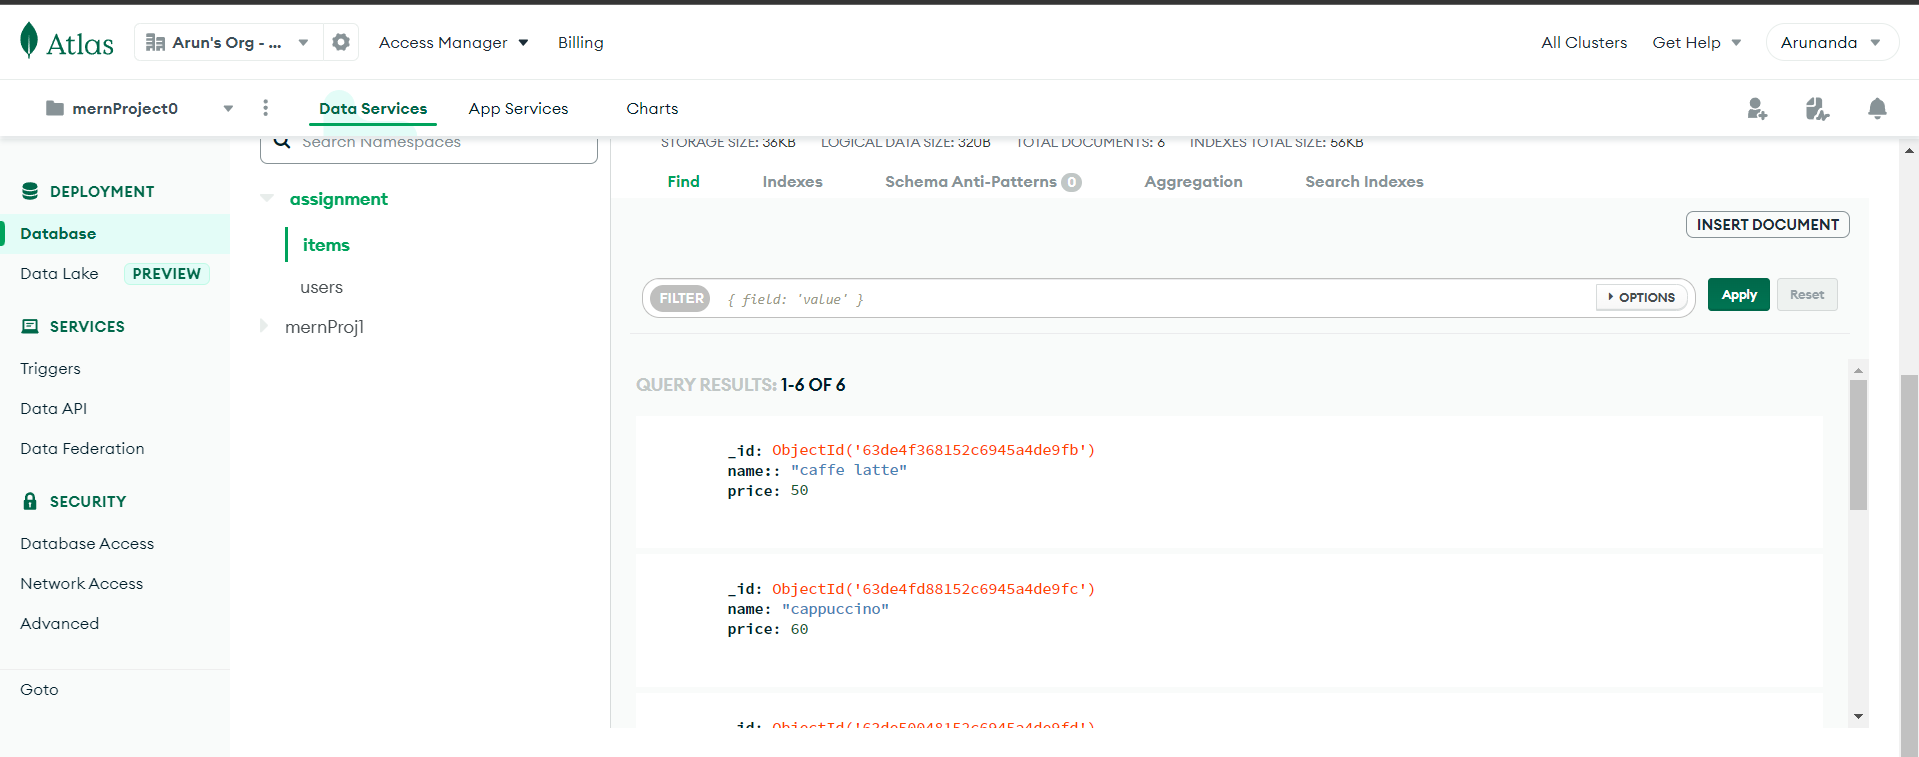 Atlas
Arun's Org - ...
Access Manager
Billing
All Clusters
Get Help
Arunanda
mernProject0
Data Services
App Services
Charts
Search Namespaces
STORAGE SIZE: 36KB
LOGICAL DATA SIZE: 320B
TOTAL DOCUMENTS: 6
INDEXES TOTAL SIZE: 56KB
DEPLOYMENT
Database
Data Lake
PREVIEW
SERVICES
Triggers
Data API
Data Federation
SECURITY
Database Access
Network Access
Advanced
Goto
assignment
items
users
mernProj1
Find
Indexes
Schema Anti-Patterns 0
Aggregation
Search Indexes
INSERT DOCUMENT
FILTER
{ field: 'value' }
OPTIONS
Apply
Reset
QUERY RESULTS: 1-6 OF 6
_id: ObjectId('63de4f368152c6945a4de9fb')
name:: "caffe latte"
price: 50
_id: ObjectId('63de4fd88152c6945a4de9fc')
name: "cappuccino"
price: 60
_id: ObjectId('63de50048152c6945a4de9fd')